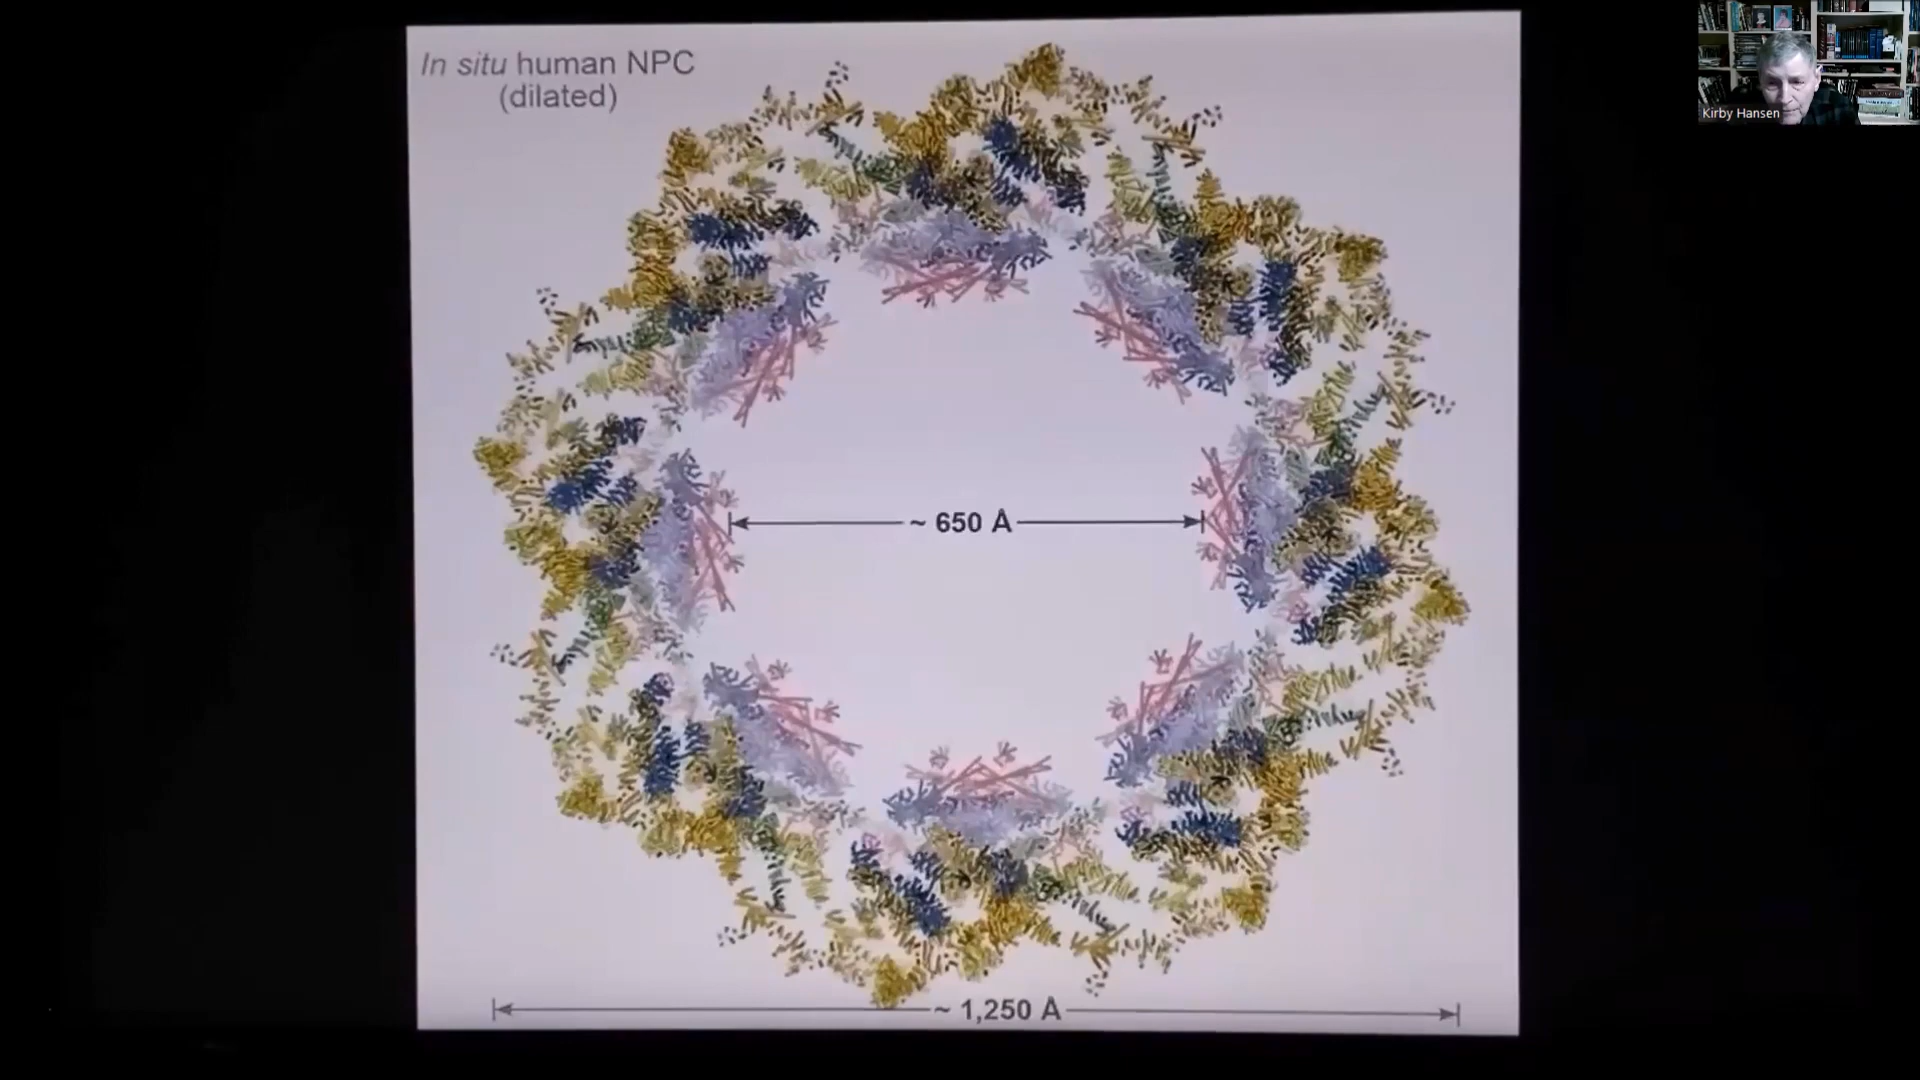 In situ human NPC
(dilated)
~ 650 Å
~ 1,250 Å
Kirby Hansen